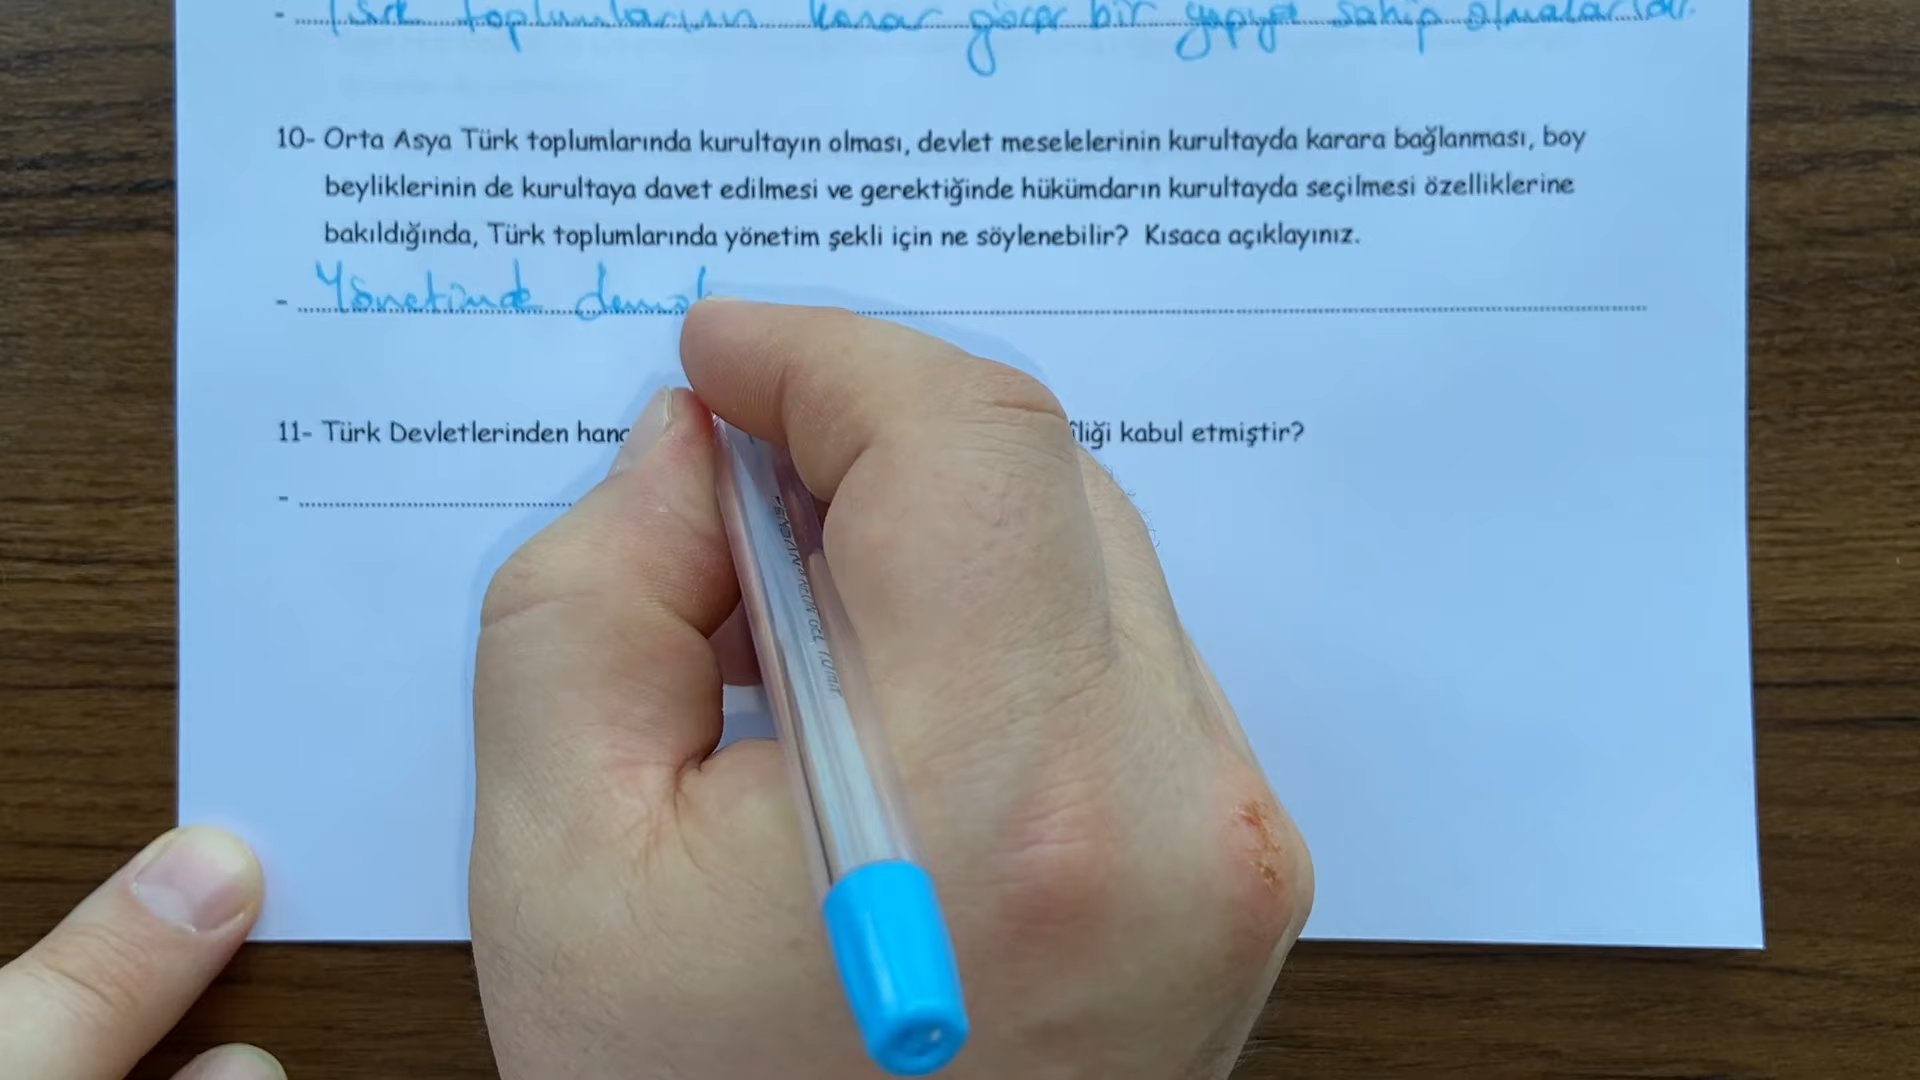 - Türk toplumlarının konar göçer bir yapıya sahip olmalarıdır.
10- Orta Asya Türk toplumlarında kurultayın olması, devlet meselelerinin kurultayda karara bağlanması, boy
beyliklerinin de kurultaya davet edilmesi ve gerektiğinde hükümdarın kurultayda seçilmesi özelliklerine
bakıldığında, Türk toplumlarında yönetim şekli için ne söylenebilir? Kısaca açıklayınız.
- Yönetimde demok
11- Türk Devletlerinden kabul etmiştir?
-